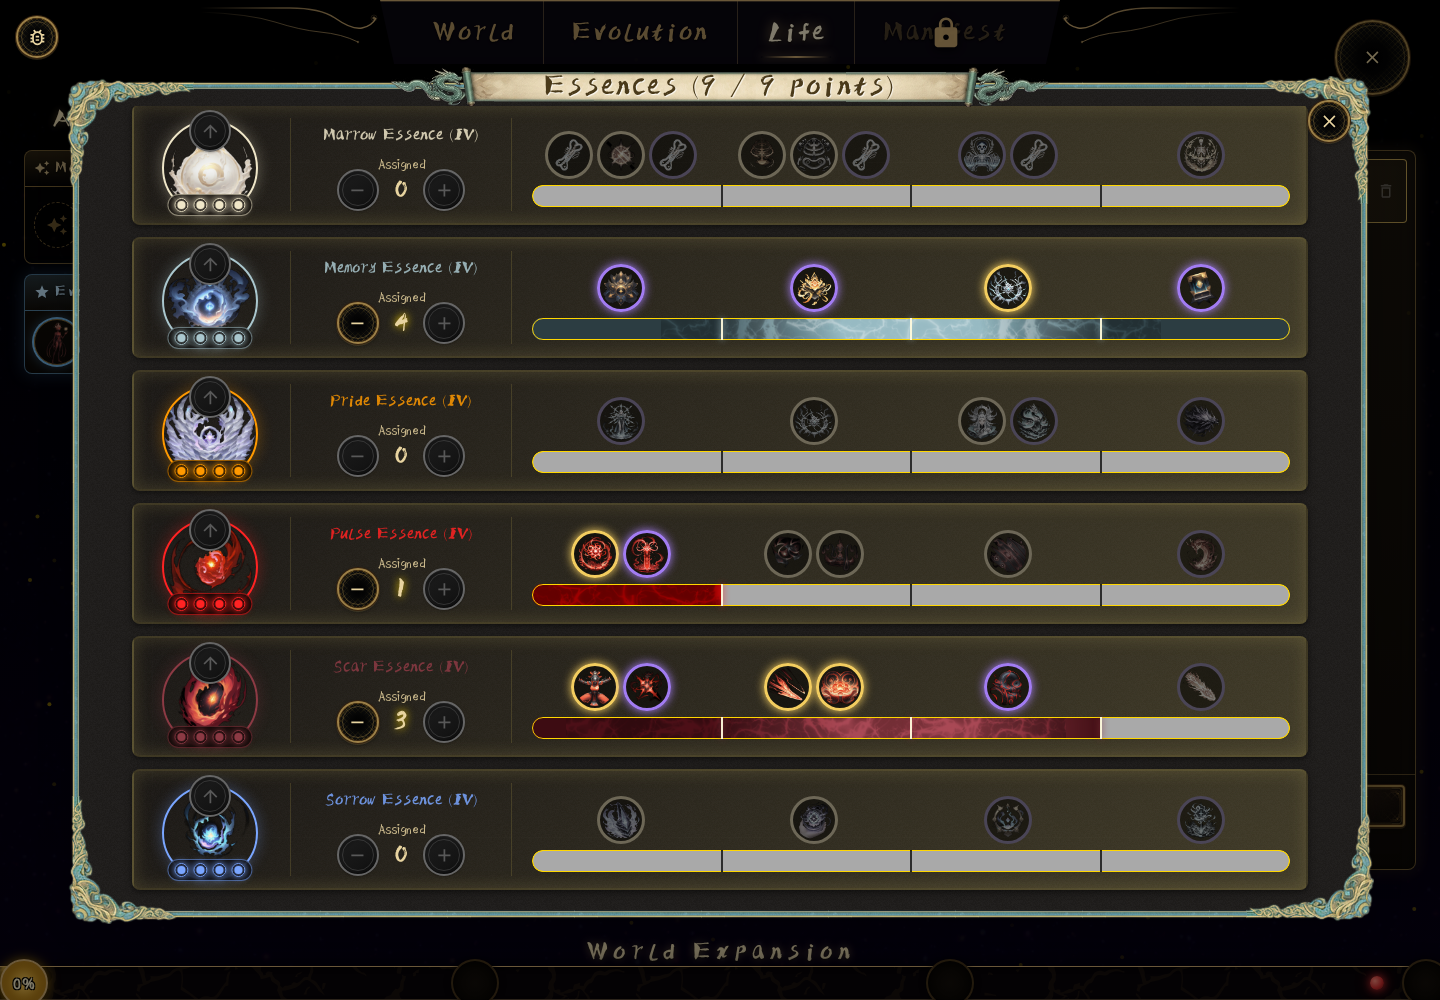 World
Evolution
Life
Essences (9 / 9 points)
Marrow Essence (IV)
Assigned
0
Memory Essence (IV)
Assigned
4
Pride Essence (IV)
Assigned
0
Pulse Essence (IV)
Assigned
1
Scar Essence (IV)
Assigned
3
Sorrow Essence (IV)
Assigned
0
World Expansion
0%